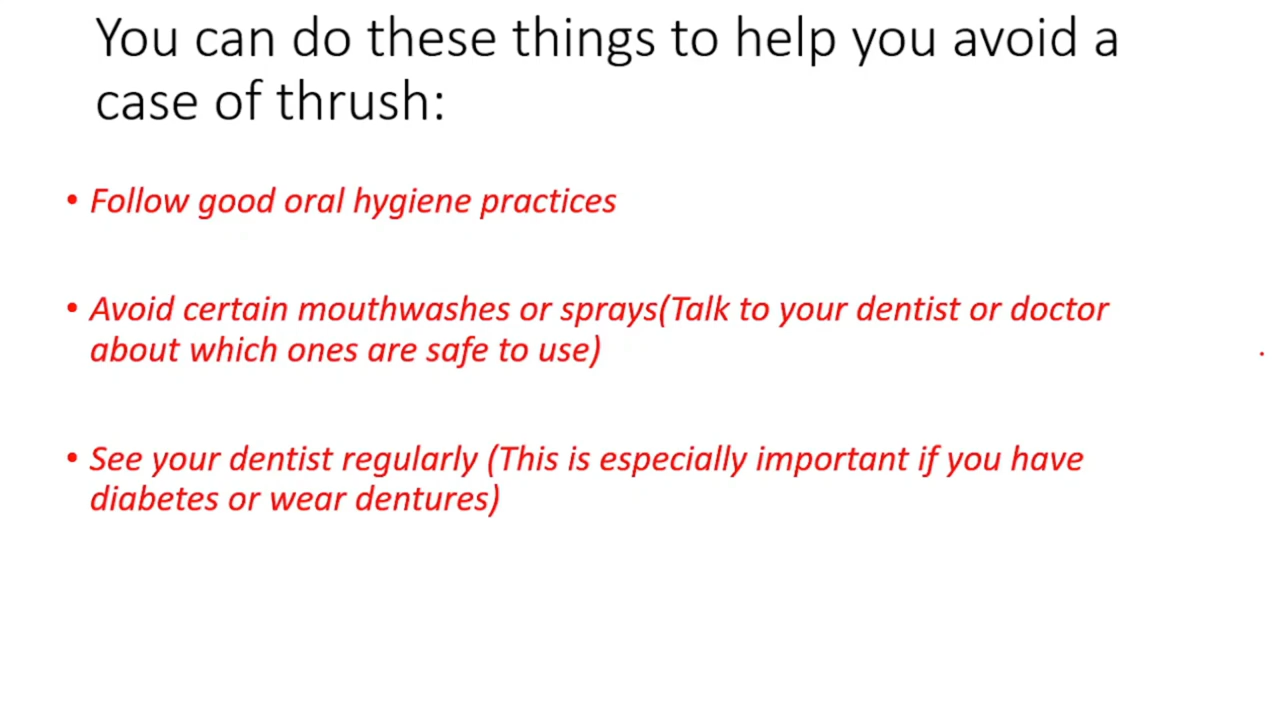 You can do these things to help you avoid a
case of thrush:
• Follow good oral hygiene practices
• Avoid certain mouthwashes or sprays(Talk to your dentist or doctor
about which ones are safe to use)
• See your dentist regularly (This is especially important if you have
diabetes or wear dentures)